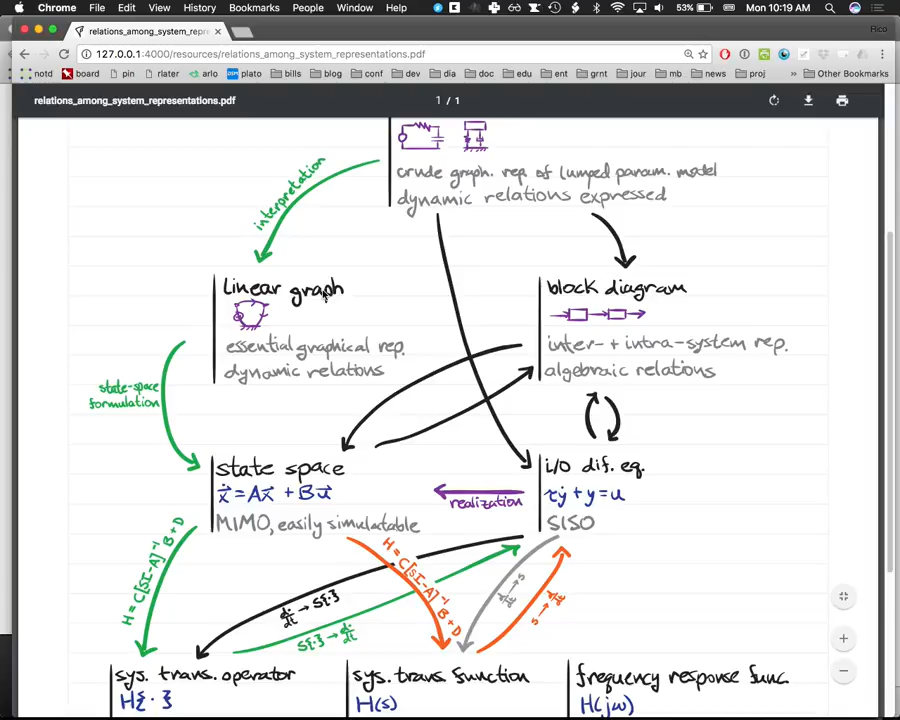 Chrome File Edit View History Bookmarks People Window Help 53% Mon 10:19 AM
relations_among_system_repre Rico
127.0.0.1:4000/resources/relations_among_system_representations.pdf
notd board pin rlater arlo plato bills blog conf dev dia doc edu ent grnt jour mb news proj » Other Bookmarks
relations_among_system_representations.pdf 1 / 1
crude graph. rep. of lumped param. model
dynamic relations expressed
interpretation
linear graph
essential graphical rep.
dynamic relations
block diagram
inter- + intra-system rep.
algebraic relations
state-space
formulation
state space
ẋ = Ax + Bu
MIMO, easily simulatable
realization
i/o dif. eq.
τẏ + y = u
SISO
H = C[SI-A]⁻¹ B + D
H = C[sI-A]⁻¹ B + D
d/dt → S{·}
S{·} → d/dt
d/dt → s
s → d/dt
sys. trans. operator
H{ · }
sys. trans. function
H(s)
frequency response func.
H(jω)